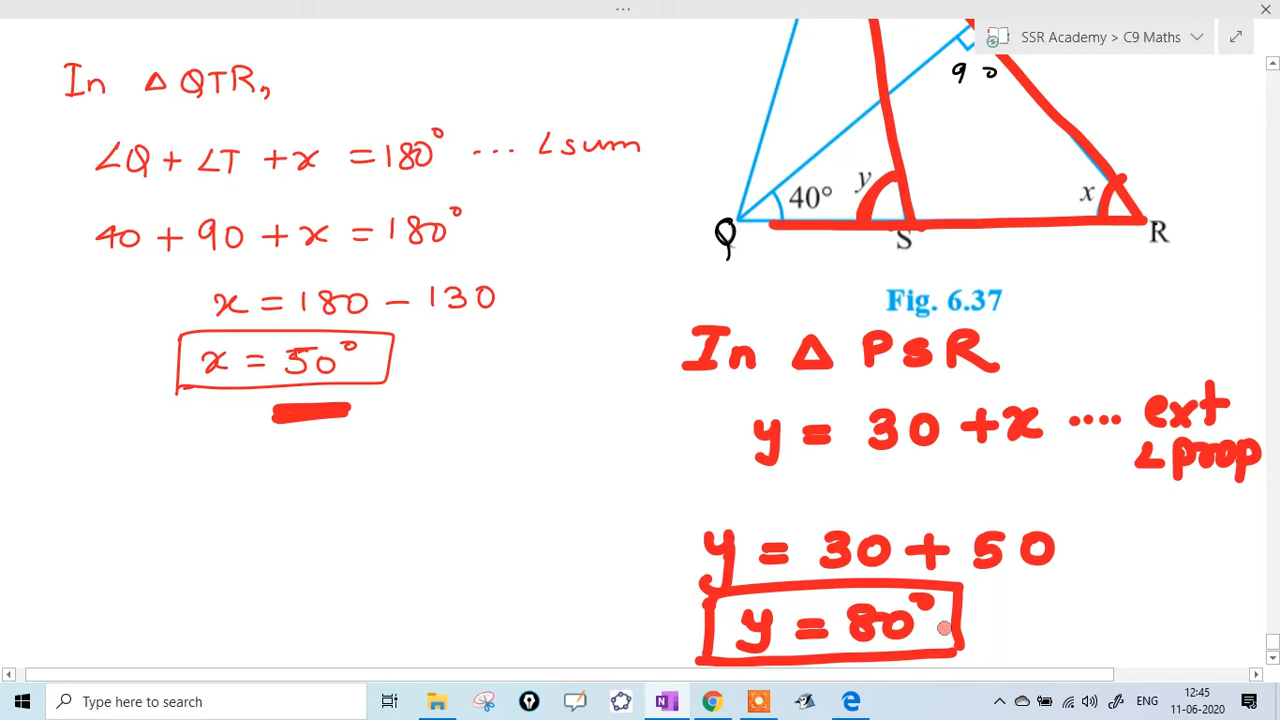 SSR Academy > C9 Maths
In Δ QTR,
∠Q + ∠T + x = 180° ... ∠sum
40 + 90 + x = 180°
x = 180 - 130
x = 50°
90
40°
y
x
Q
S
R
Fig. 6.37
In Δ PSR
y = 30 + x .... ext
∠prop
y = 30 + 50
y = 80°
Type here to search
ENG
12:45
11-06-2020